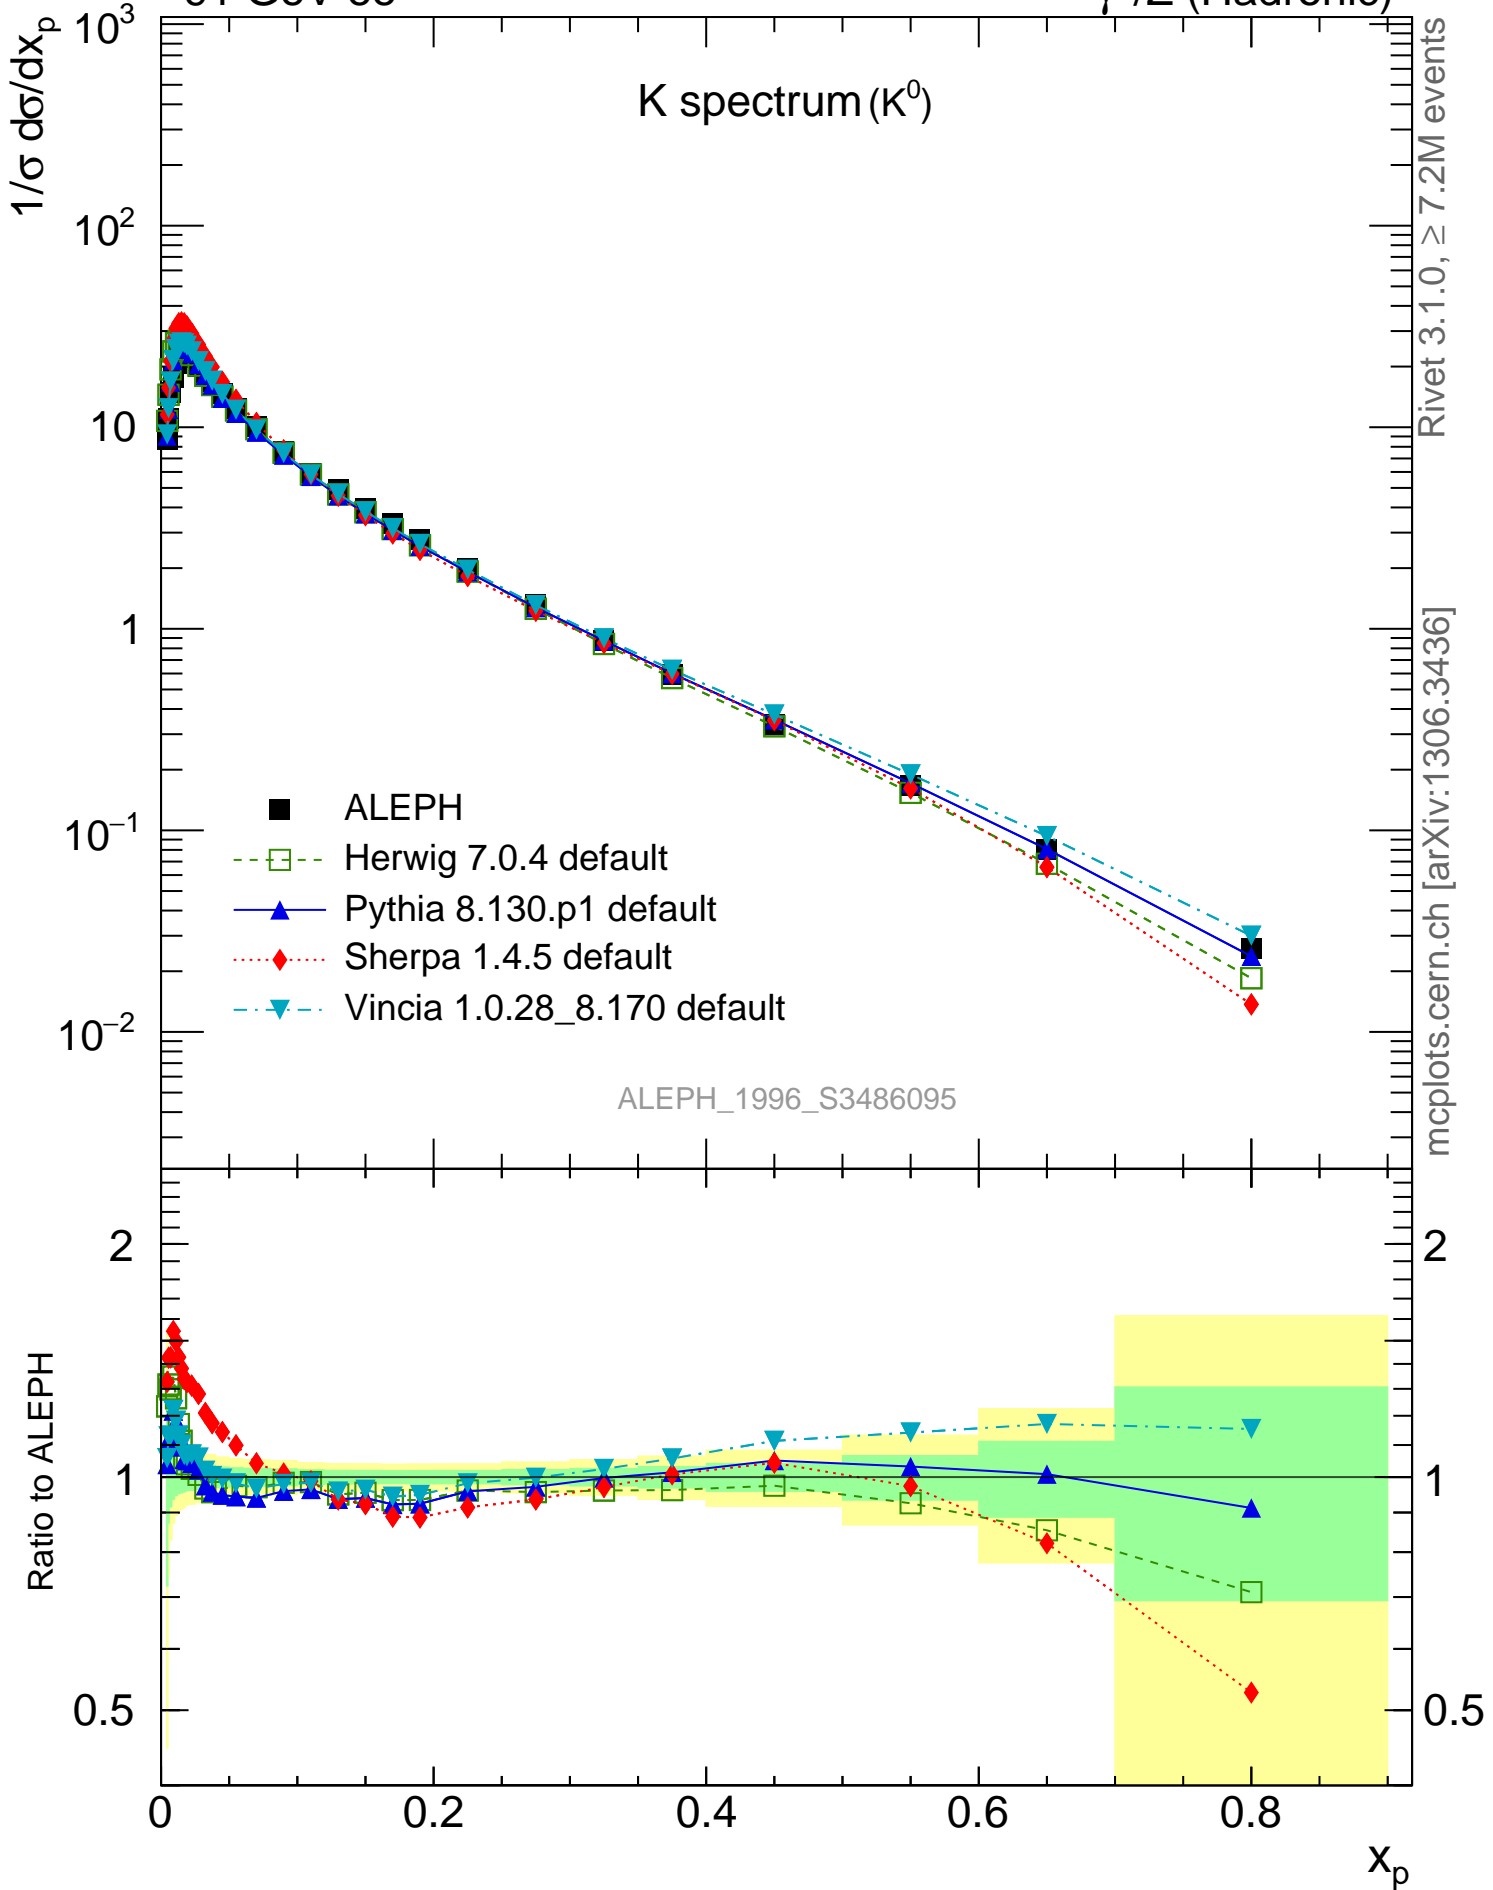 K spectrum (K⁰)
1/σ dσ/dxₚ
10³
10²
10
1
10⁻¹
10⁻²
ALEPH
Herwig 7.0.4 default
Pythia 8.130.p1 default
Sherpa 1.4.5 default
Vincia 1.0.28_8.170 default
ALEPH_1996_S3486095
Rivet 3.1.0, ≥ 7.2M events
mcplots.cern.ch [arXiv:1306.3436]
Ratio to ALEPH
2
1
0.5
2
1
0.5
0
0.2
0.4
0.6
0.8
xₚ